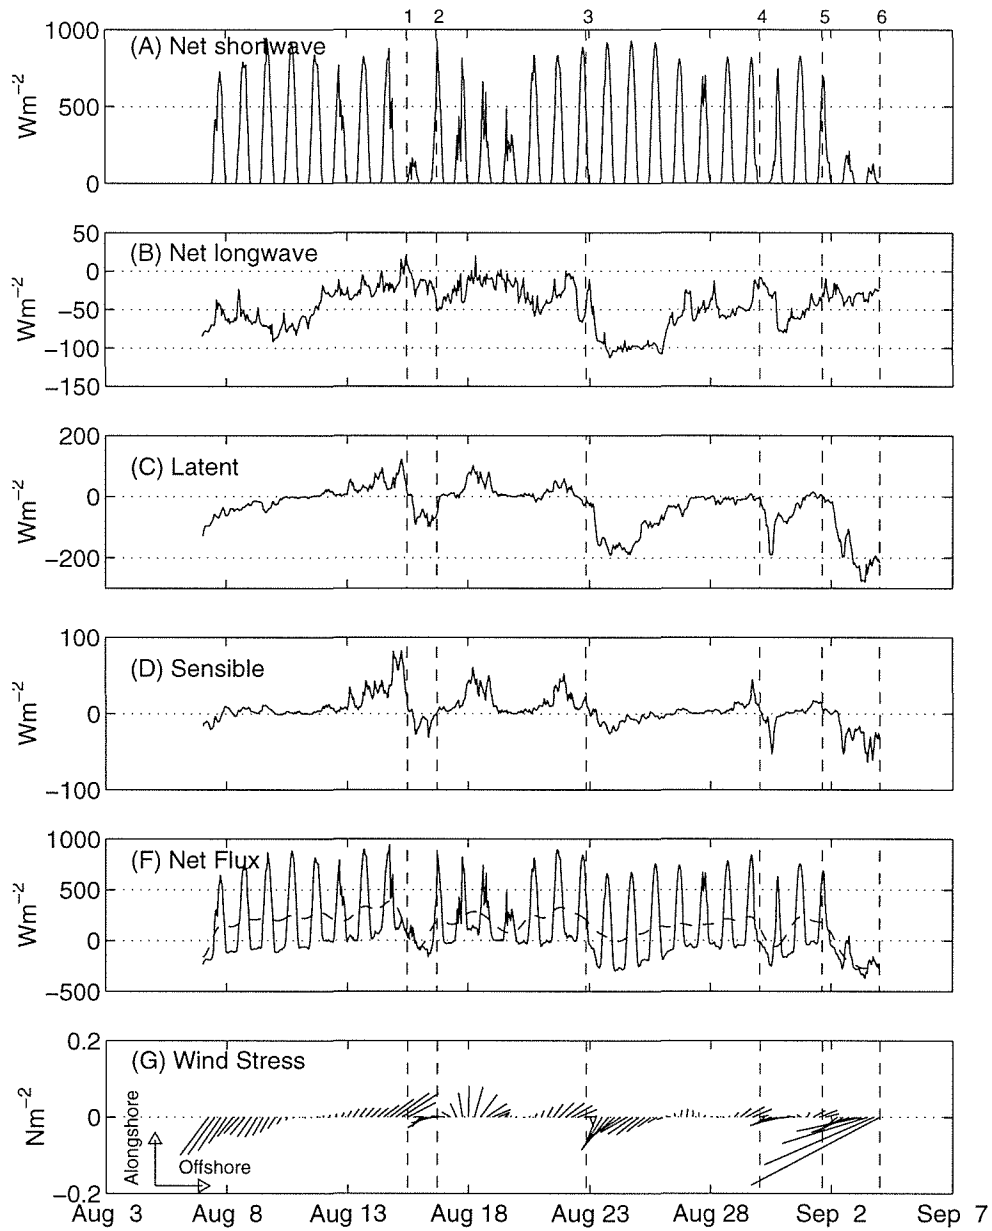 1 2 3 4 5 6
(A) Net shortwave
1000
500
0
Wm−2
(B) Net longwave
50
0
−50
−100
−150
Wm−2
(C) Latent
200
0
−200
Wm−2
(D) Sensible
100
0
−100
Wm−2
(F) Net Flux
1000
500
0
−500
Wm−2
(G) Wind Stress
0.2
0
−0.2
Nm−2
Alongshore
Offshore
Aug 3 Aug 8 Aug 13 Aug 18 Aug 23 Aug 28 Sep 2 Sep 7